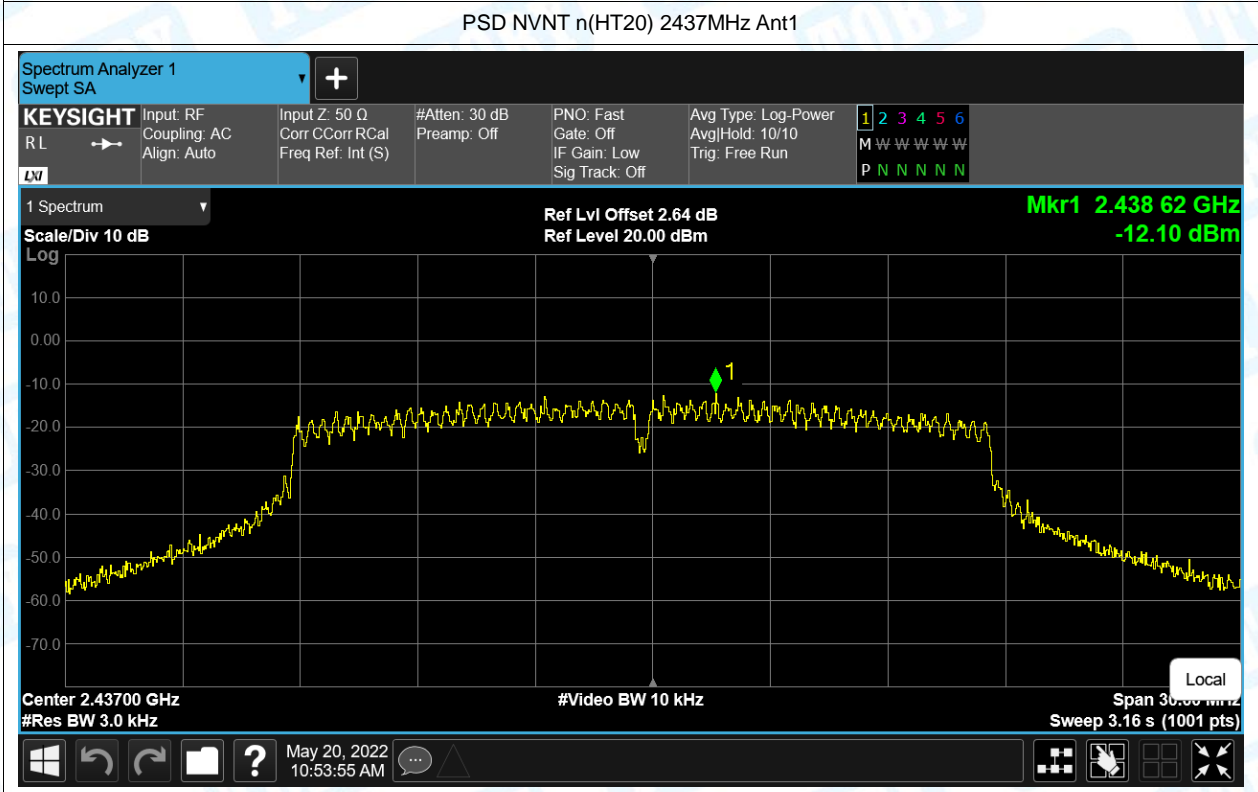 PSD NVNT n(HT20) 2437MHz Ant1
Spectrum Analyzer 1
Swept SA
+
KEYSIGHT
R L
LXI
Input: RF
Coupling: AC
Align: Auto
Input Z: 50 Ω
Corr CCorr RCal
Freq Ref: Int (S)
#Atten: 30 dB
Preamp: Off
PNO: Fast
Gate: Off
IF Gain: Low
Sig Track: Off
Avg Type: Log-Power
Avg|Hold: 10/10
Trig: Free Run
1 2 3 4 5 6
M W W W W W
P N N N N N
1 Spectrum
Scale/Div 10 dB
Log
Ref Lvl Offset 2.64 dB
Ref Level 20.00 dBm
Mkr1 2.438 62 GHz
-12.10 dBm
10.0
0.00
-10.0
-20.0
-30.0
-40.0
-50.0
-60.0
-70.0
1
Local
Center 2.43700 GHz
#Video BW 10 kHz
Span 30.00 MHz
#Res BW 3.0 kHz
Sweep 3.16 s (1001 pts)
?
May 20, 2022
10:53:55 AM